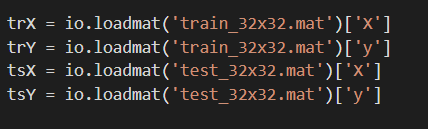 trX = io.loadmat('train_32x32.mat')['X']
trY = io.loadmat('train_32x32.mat')['y']
tsX = io.loadmat('test_32x32.mat')['X']
tsY = io.loadmat('test_32x32.mat')['y']